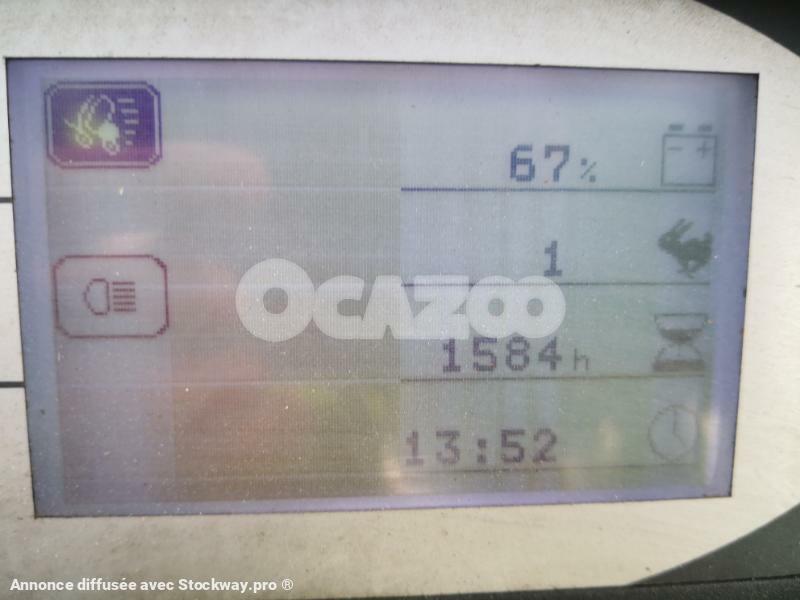 67%
1
OCAZOO
1584h
13:52
Annonce diffusée avec Stockway.pro ®